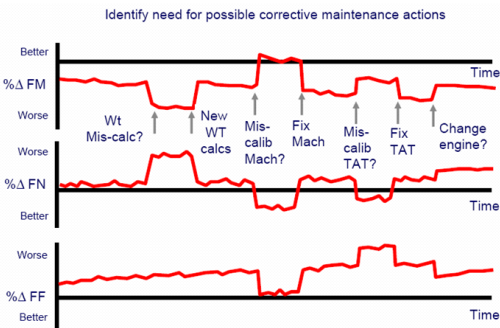 Identify need for possible corrective maintenance actions
Better
Time
%Δ FM
Worse
Wt
Mis-calc?
New
WT
calcs
Mis-
calib
Mach?
Fix
Mach
Mis-
calib
TAT?
Fix
TAT
Change
engine?
Worse
%Δ FN
Better
Time
Worse
%Δ FF
Better
Time